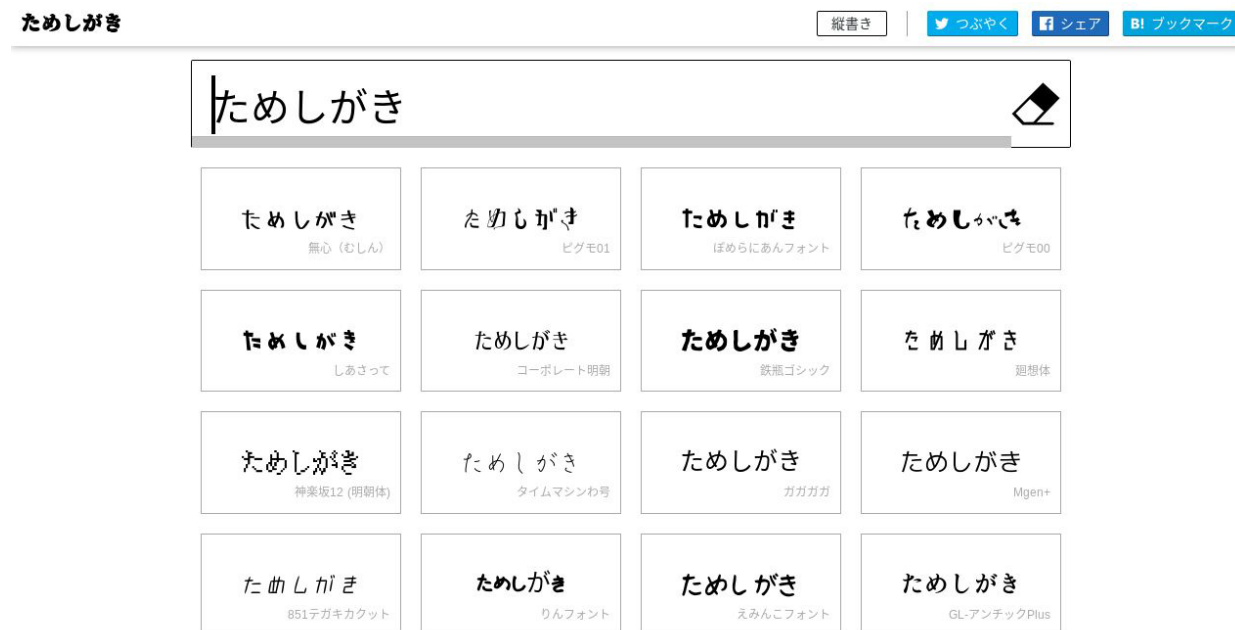 ためしがき
縦書き
つぶやく
シェア
B! ブックマーク
ためしがき
ためしがき
無心（むしん）
ためしがき
ピグモ01
ためしがき
ぽめらにあんフォント
ためしがき
ピグモ00
ためしがき
しあさって
ためしがき
コーポレート明朝
ためしがき
鉄瓶ゴシック
ためしがき
廻想体
ためしがき
神楽坂12 (明朝体)
ためしがき
タイムマシンわ号
ためしがき
ガガガガ
ためしがき
Mgen+
ためしがき
851テガキカクット
ためしがき
りんフォント
ためしがき
えみんこフォント
ためしがき
GL-アンチックPlus